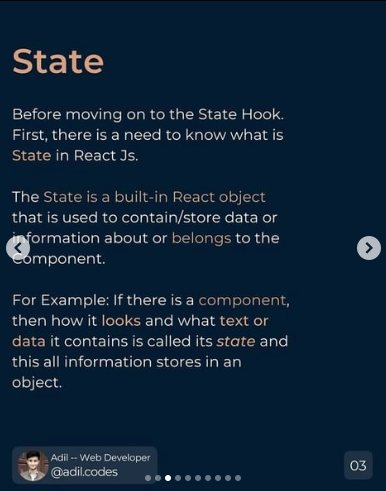 State
Before moving on to the State Hook.
First, there is a need to know what is
State in React Js.
The State is a built-in React object
that is used to contain/store data or
information about or belongs to the
Component.
For Example: If there is a component,
then how it looks and what text or
data it contains is called its state and
this all information stores in an
object.
Adil -- Web Developer
@adil.codes
03